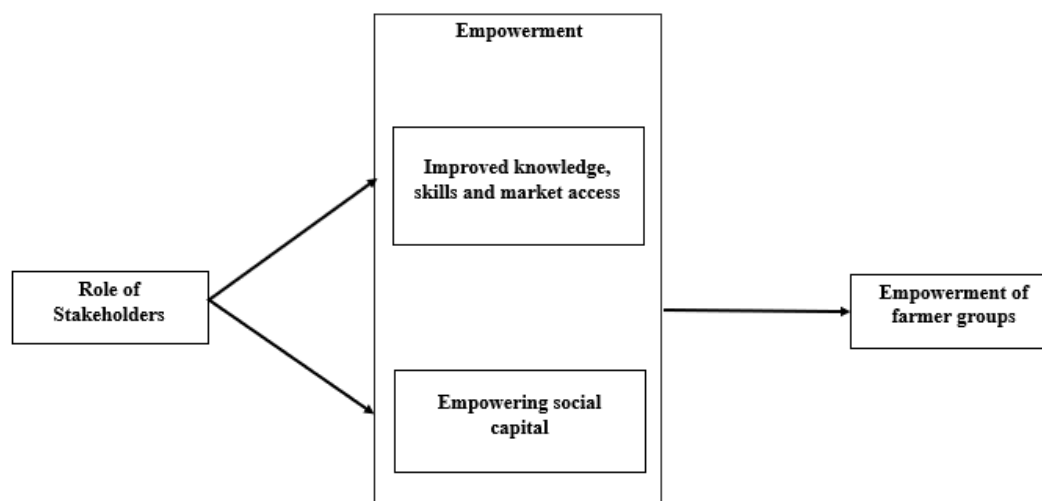 Empowerment
Improved knowledge,
skills and market access
Role of
Stakeholders
Empowerment of
farmer groups
Empowering social
capital